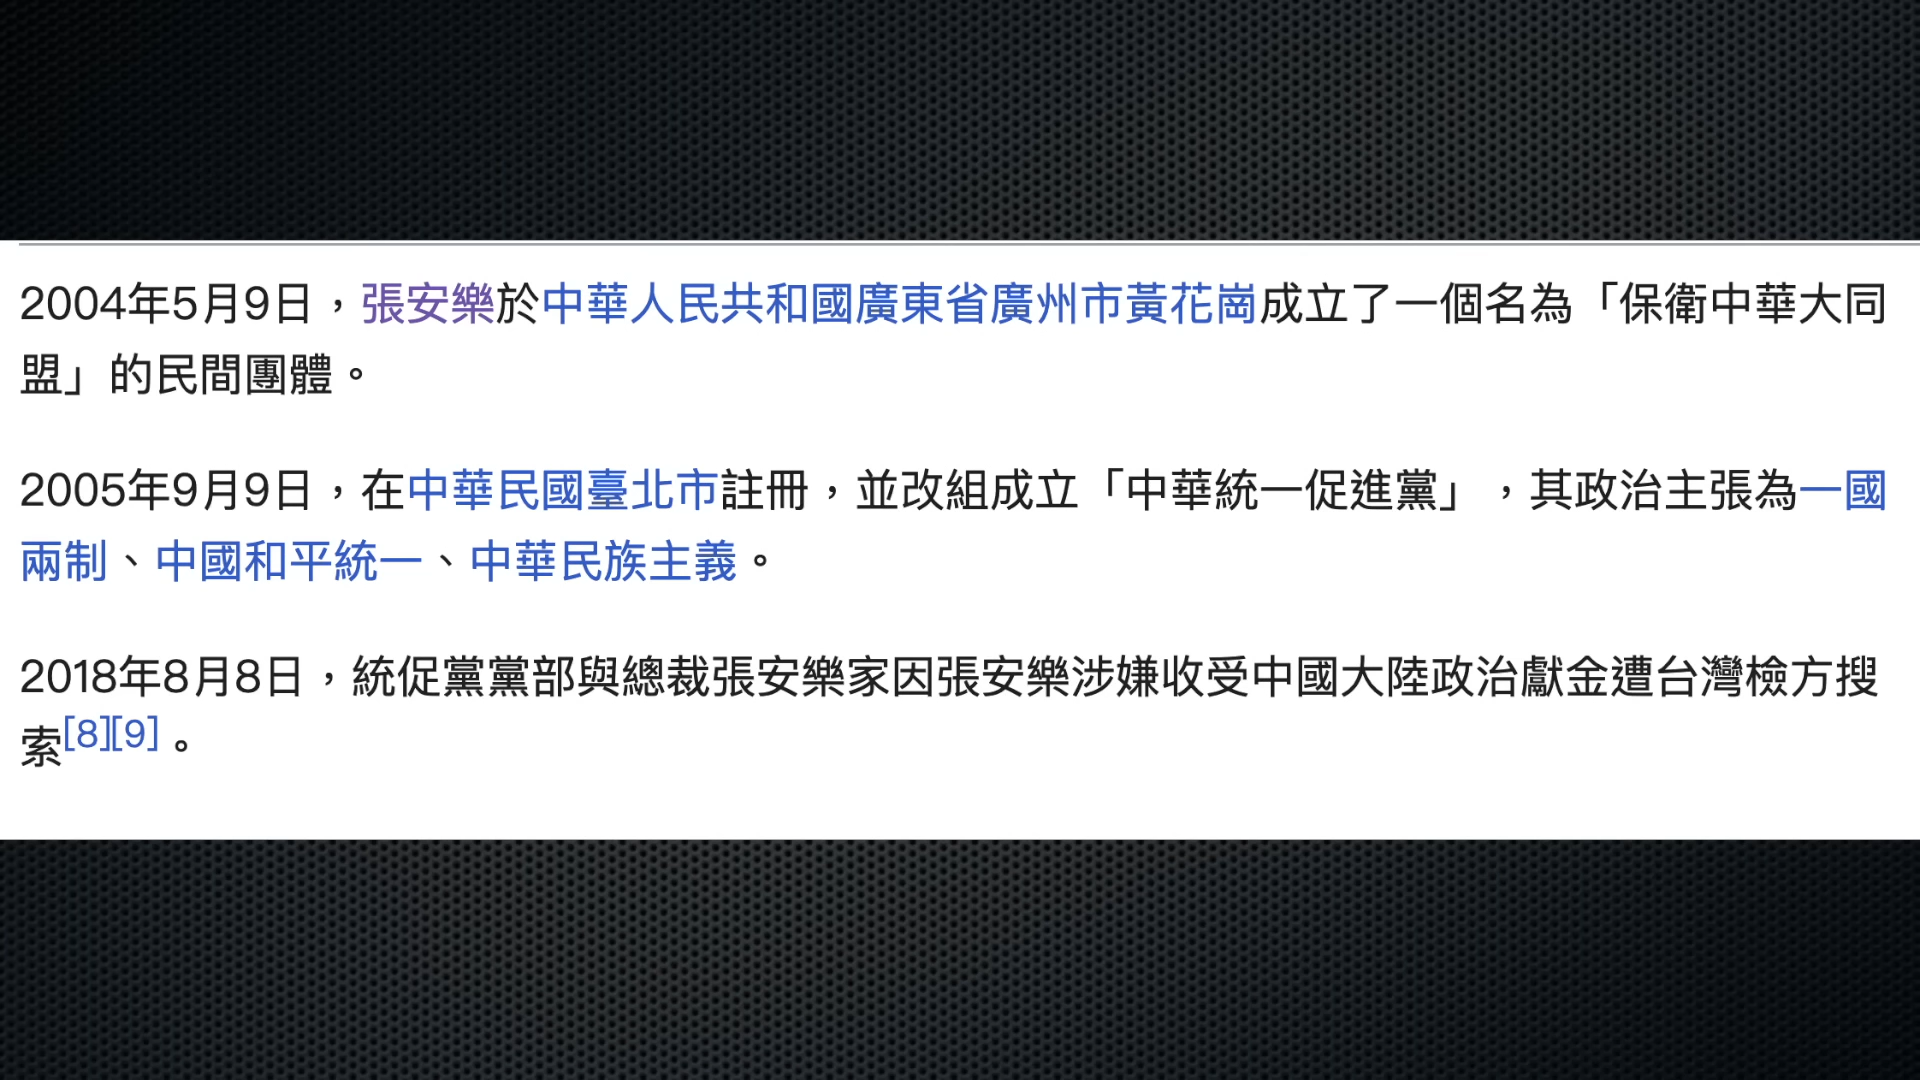 2004年5月9日，張安樂於中華人民共和國廣東省廣州市黃花崗成立了一個名為「保衛中華大同
盟」的民間團體。
2005年9月9日，在中華民國臺北市註冊，並改組成立「中華統一促進黨」，其政治主張為一國
兩制、中國和平統一、中華民族主義。
2018年8月8日，統促黨黨部與總裁張安樂家因張安樂涉嫌收受中國大陸政治獻金遭台灣檢方搜
索[8][9]。